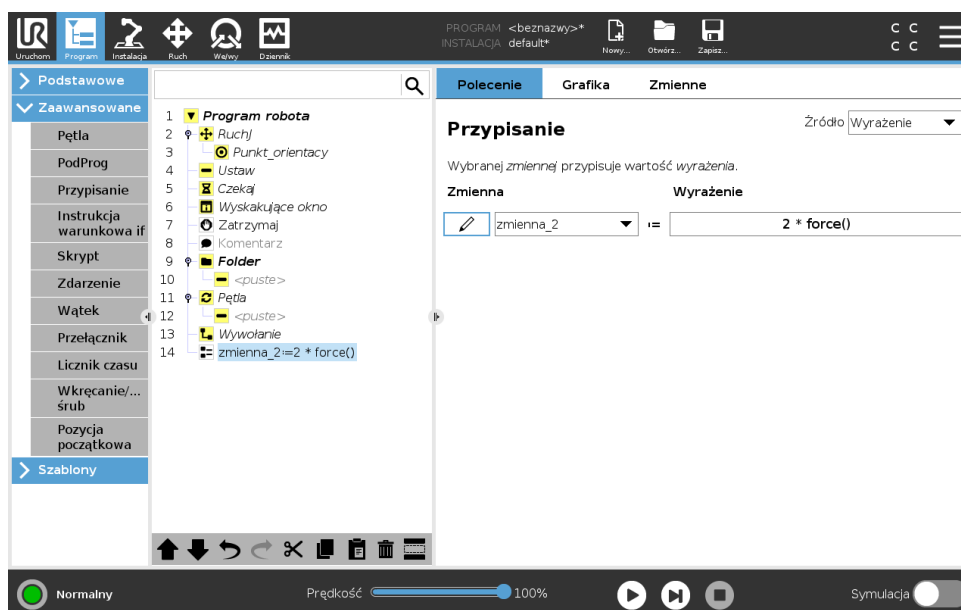 UR
PROGRAM <beznazwy>*
INSTALACJA default*
Uruchom Program Instalacja Ruch We/wy Dziennik Nowy... Otwórz... Zapisz...
C C
C C
Podstawowe
Zaawansowane
Pętla
PodProg
Przypisanie
Instrukcja
warunkowa if
Skrypt
Zdarzenie
Wątek
Przełącznik
Licznik czasu
Wkręcanie/...
śrub
Pozycja
początkowa
Szablony
1 Program robota
2 RuchJ
3 Punkt_orientacy
4 Ustaw
5 Czekaj
6 Wyskakujące okno
7 Zatrzymaj
8 Komentarz
9 Folder
10 <puste>
11 Pętla
12 <puste>
13 Wywołanie
14 zmienna_2:=2 * force()
Polecenie Grafika Zmienne
Przypisanie
Źródło Wyrażenie
Wybranej zmiennej przypisuje wartość wyrażenia.
Zmienna Wyrażenie
zmienna_2 := 2 * force()
Normalny Prędkość 100% Symulacja